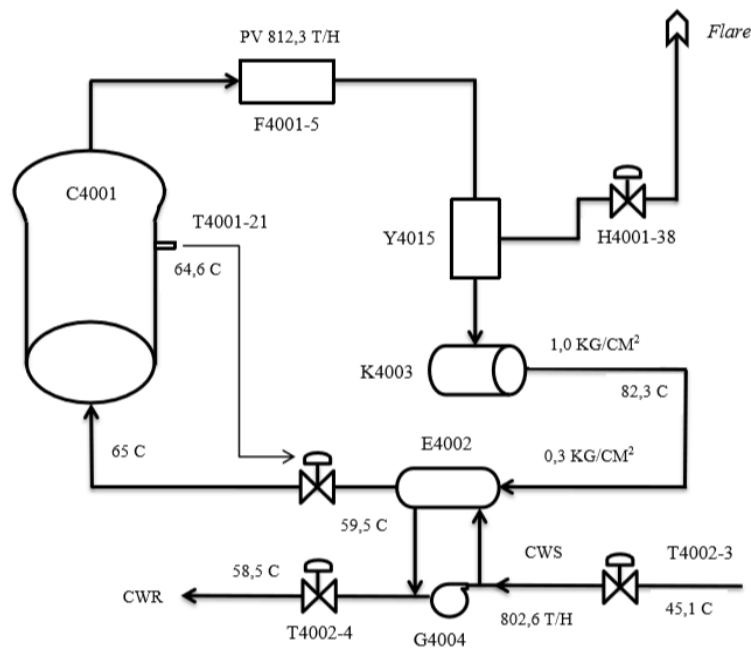 PV 812,3 T/H
Flare
F4001-5
C4001
T4001-21
Y4015
H4001-38
64,6 C
1,0 KG/CM²
K4003
82,3 C
E4002
65 C
0,3 KG/CM²
59,5 C
CWS
T4002-3
58,5 C
CWR
802,6 T/H
45,1 C
T4002-4
G4004